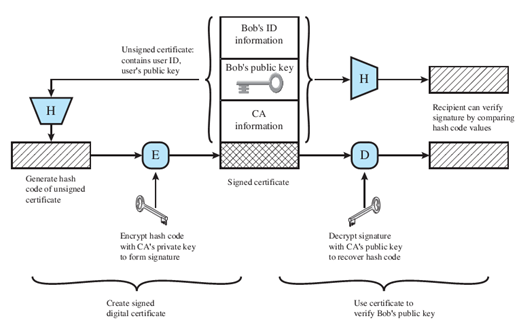 Bob's ID
information
Unsigned certificate:
contains user ID,
user's public key
Bob's public key
H
H
CA
information
Recipient can verify
signature by comparing
hash code values
E
D
Generate hash
code of unsigned
certificate
Signed certificate
Encrypt hash code
with CA's private key
to form signature
Decrypt signature
with CA's public key
to recover hash code
Create signed
digital certificate
Use certificate to
verify Bob's public key